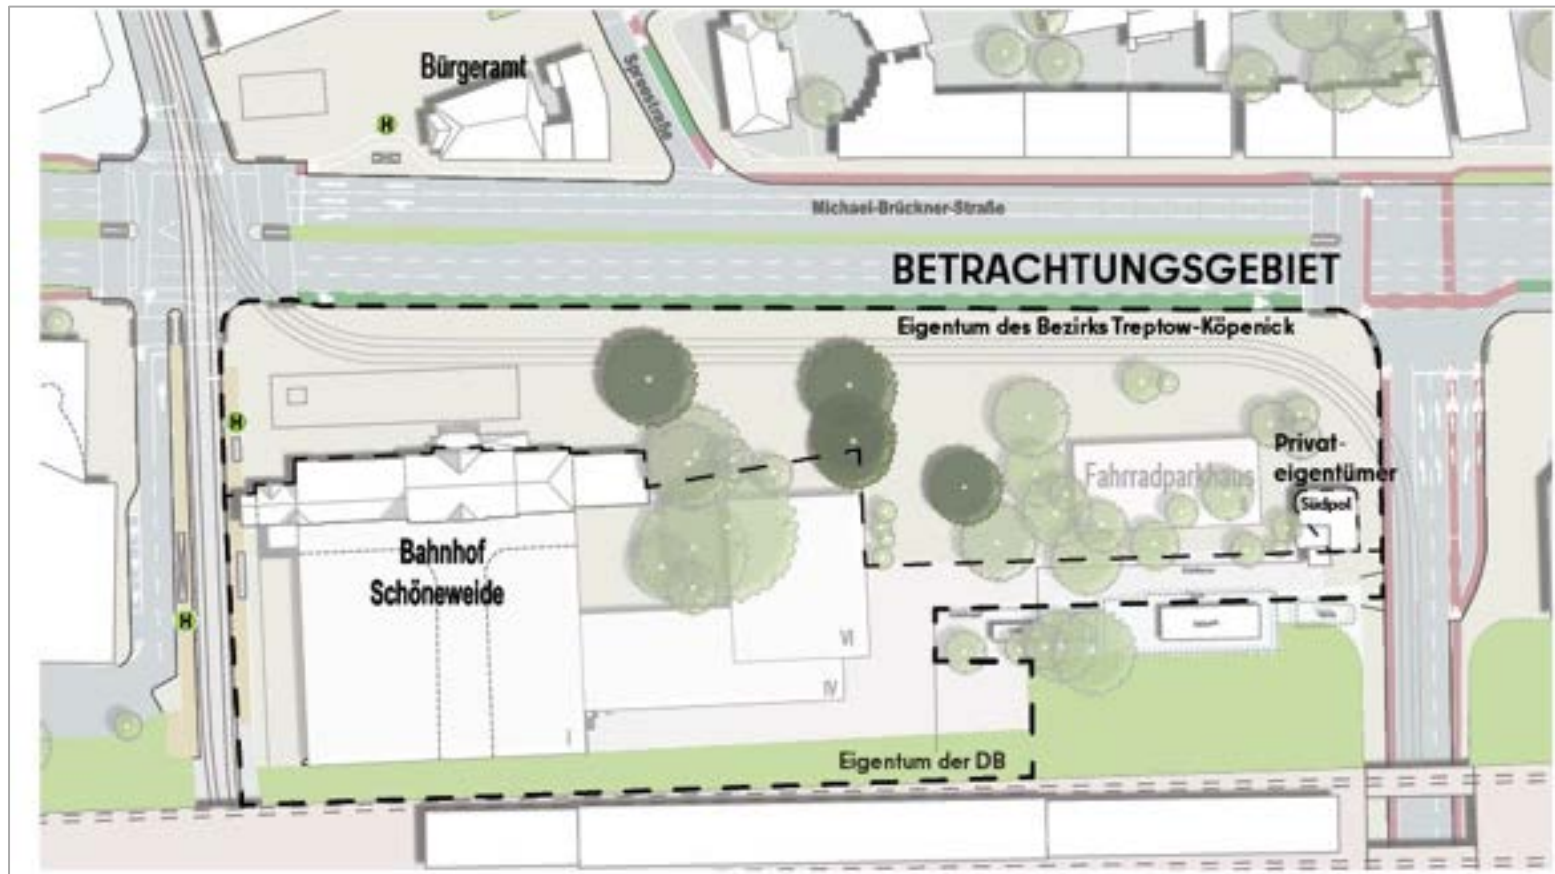 Bürgeramt
Spreestraße
H
Michael-Brückner-Straße
BETRACHTUNGSGEBIET
Eigentum des Bezirks Treptow-Köpenick
H
Privat-
eigentümer
Fahrradparkhaus
Südpol
Bahnhof
Schöneweide
H
VI
IV
Eigentum der DB